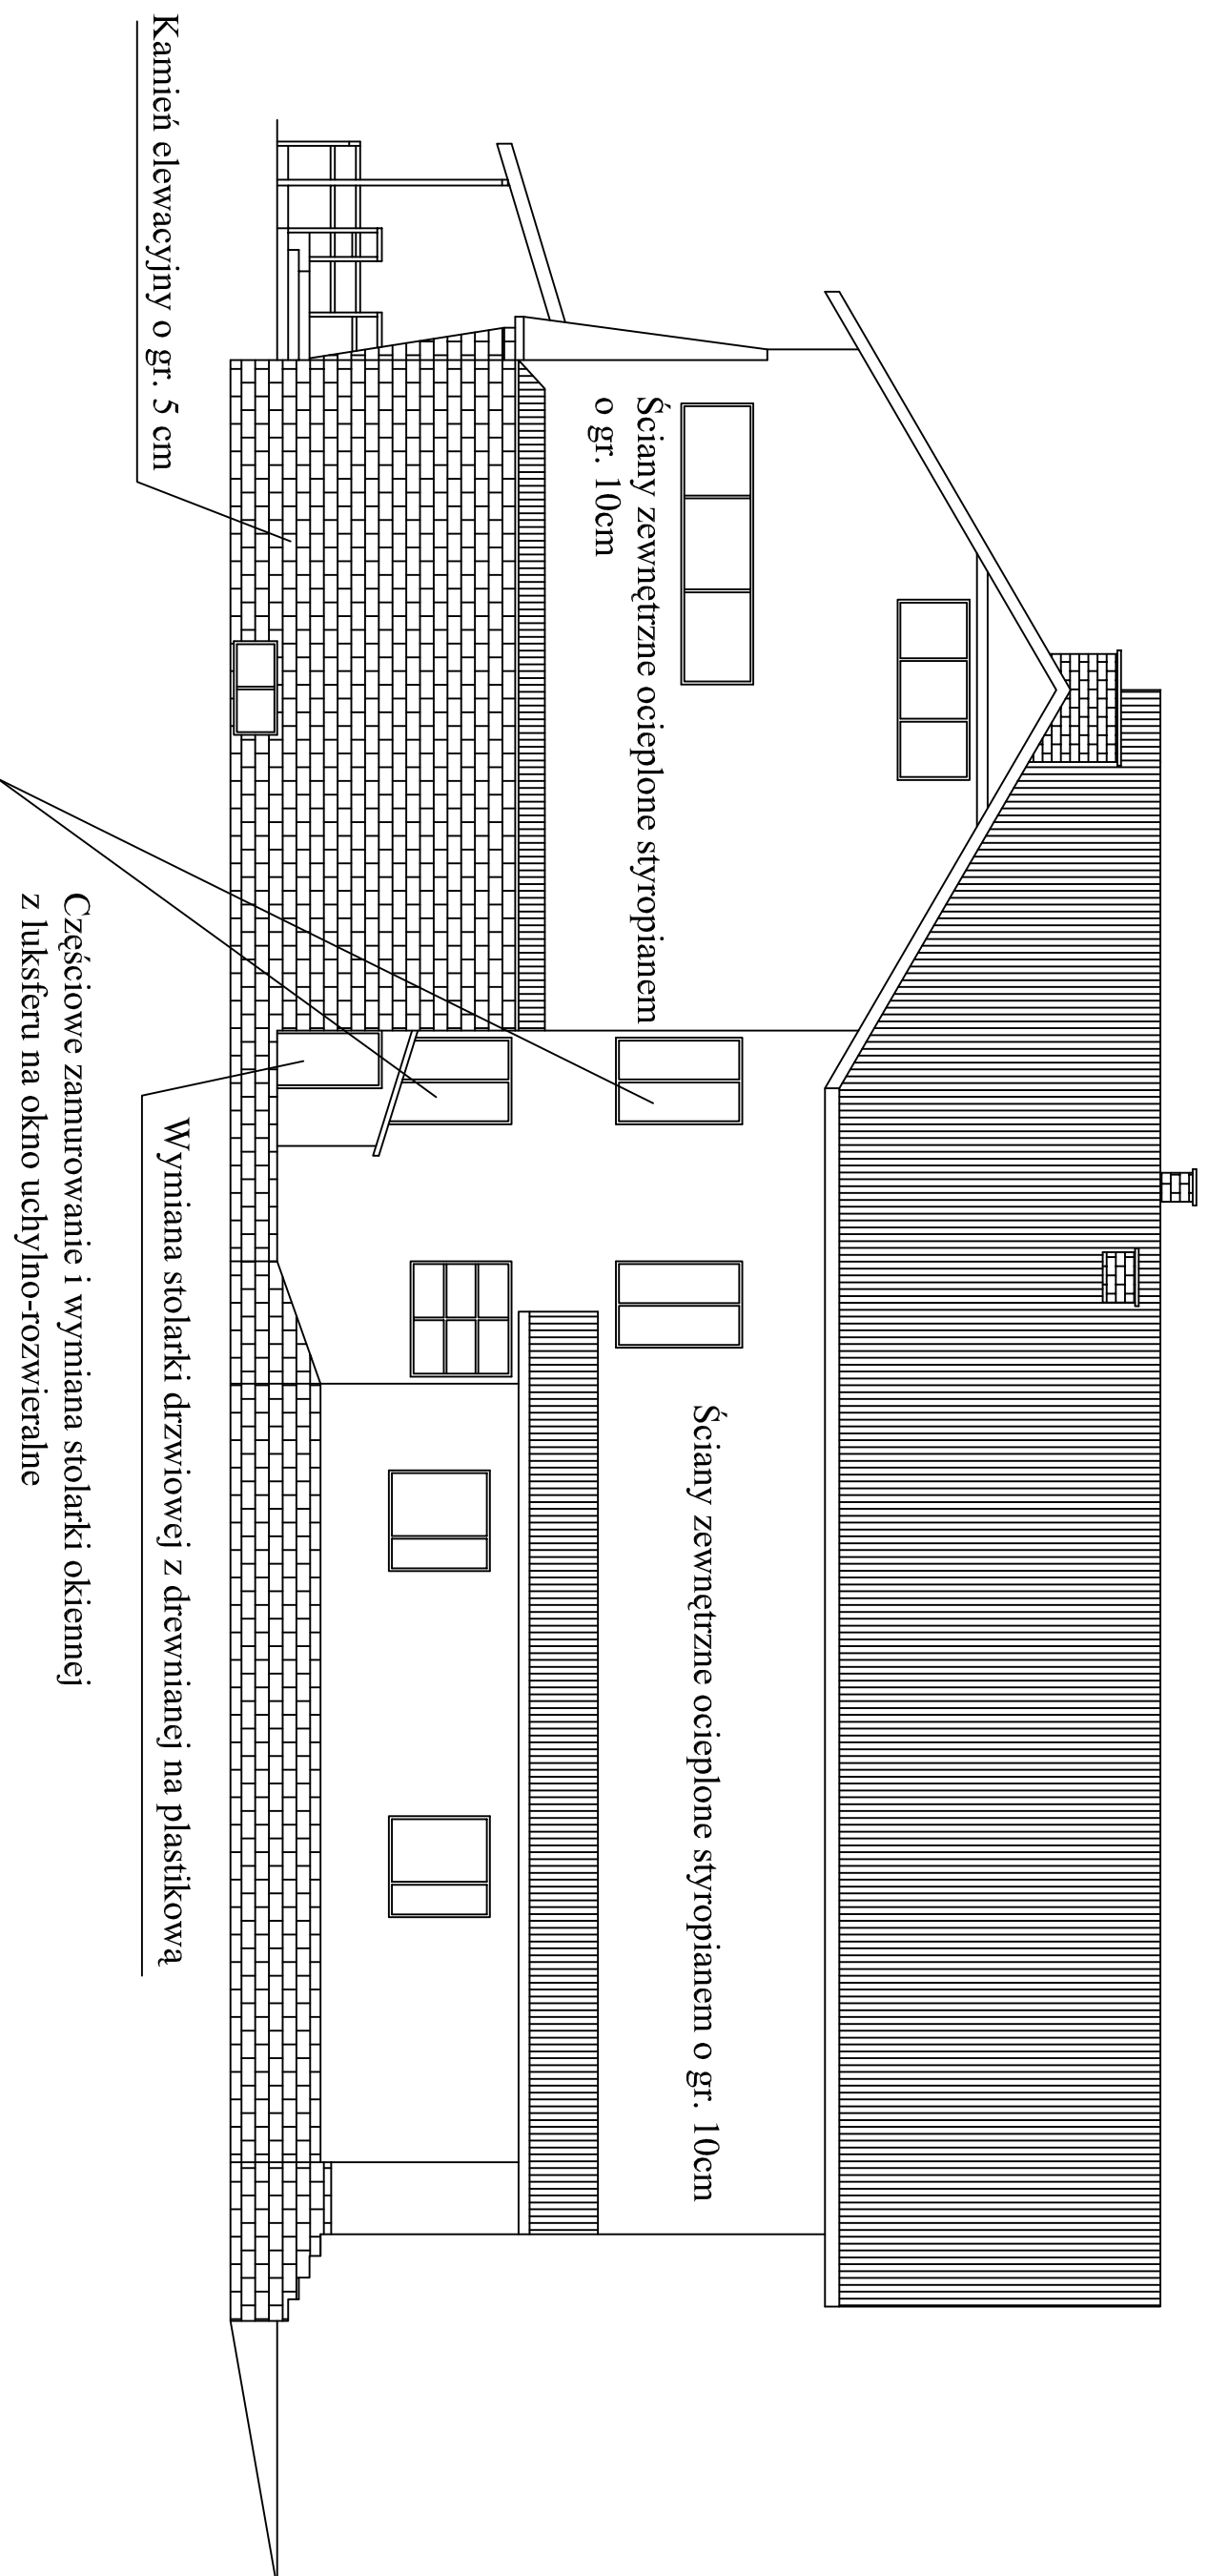 Ściany zewnętrzne ocieplone styropianem
o gr. 10cm
Ściany zewnętrzne ocieplone styropianem o gr. 10cm
Kamień elewacyjny o gr. 5 cm
Wymiana stolarki drzwiowej z drewnianej na plastikową
Częściowe zamurowanie i wymiana stolarki okiennej
z luksferu na okno uchylno-rozwieralne